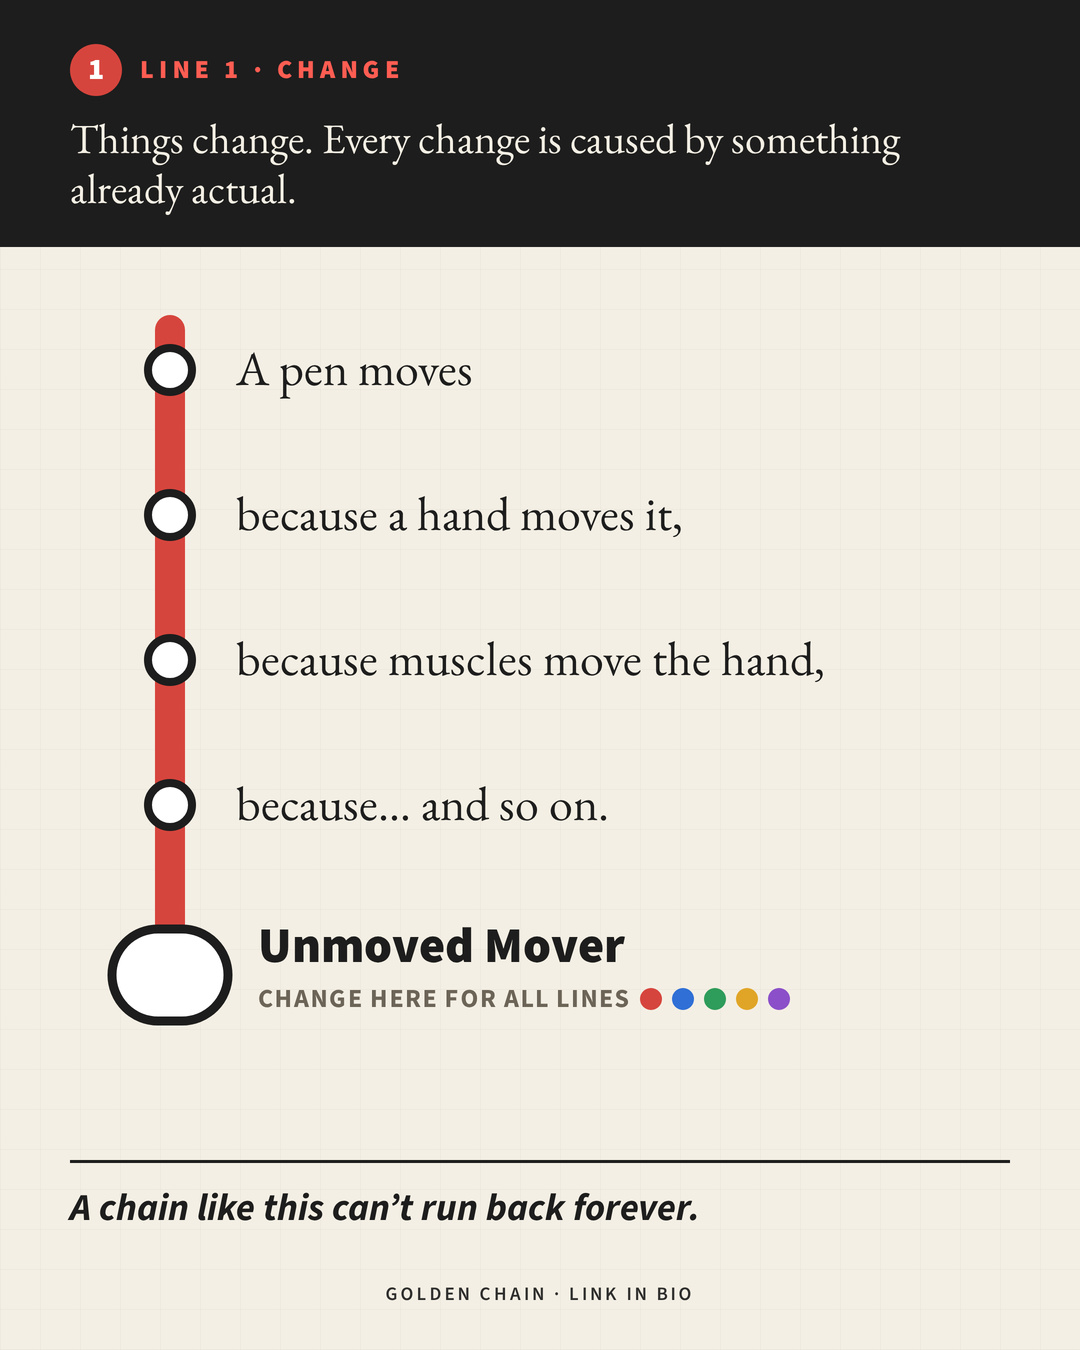 1 LINE 1 · CHANGE
Things change. Every change is caused by something
already actual.
A pen moves
because a hand moves it,
because muscles move the hand,
because… and so on.
Unmoved Mover
CHANGE HERE FOR ALL LINES
A chain like this can’t run back forever.
GOLDEN CHAIN · LINK IN BIO